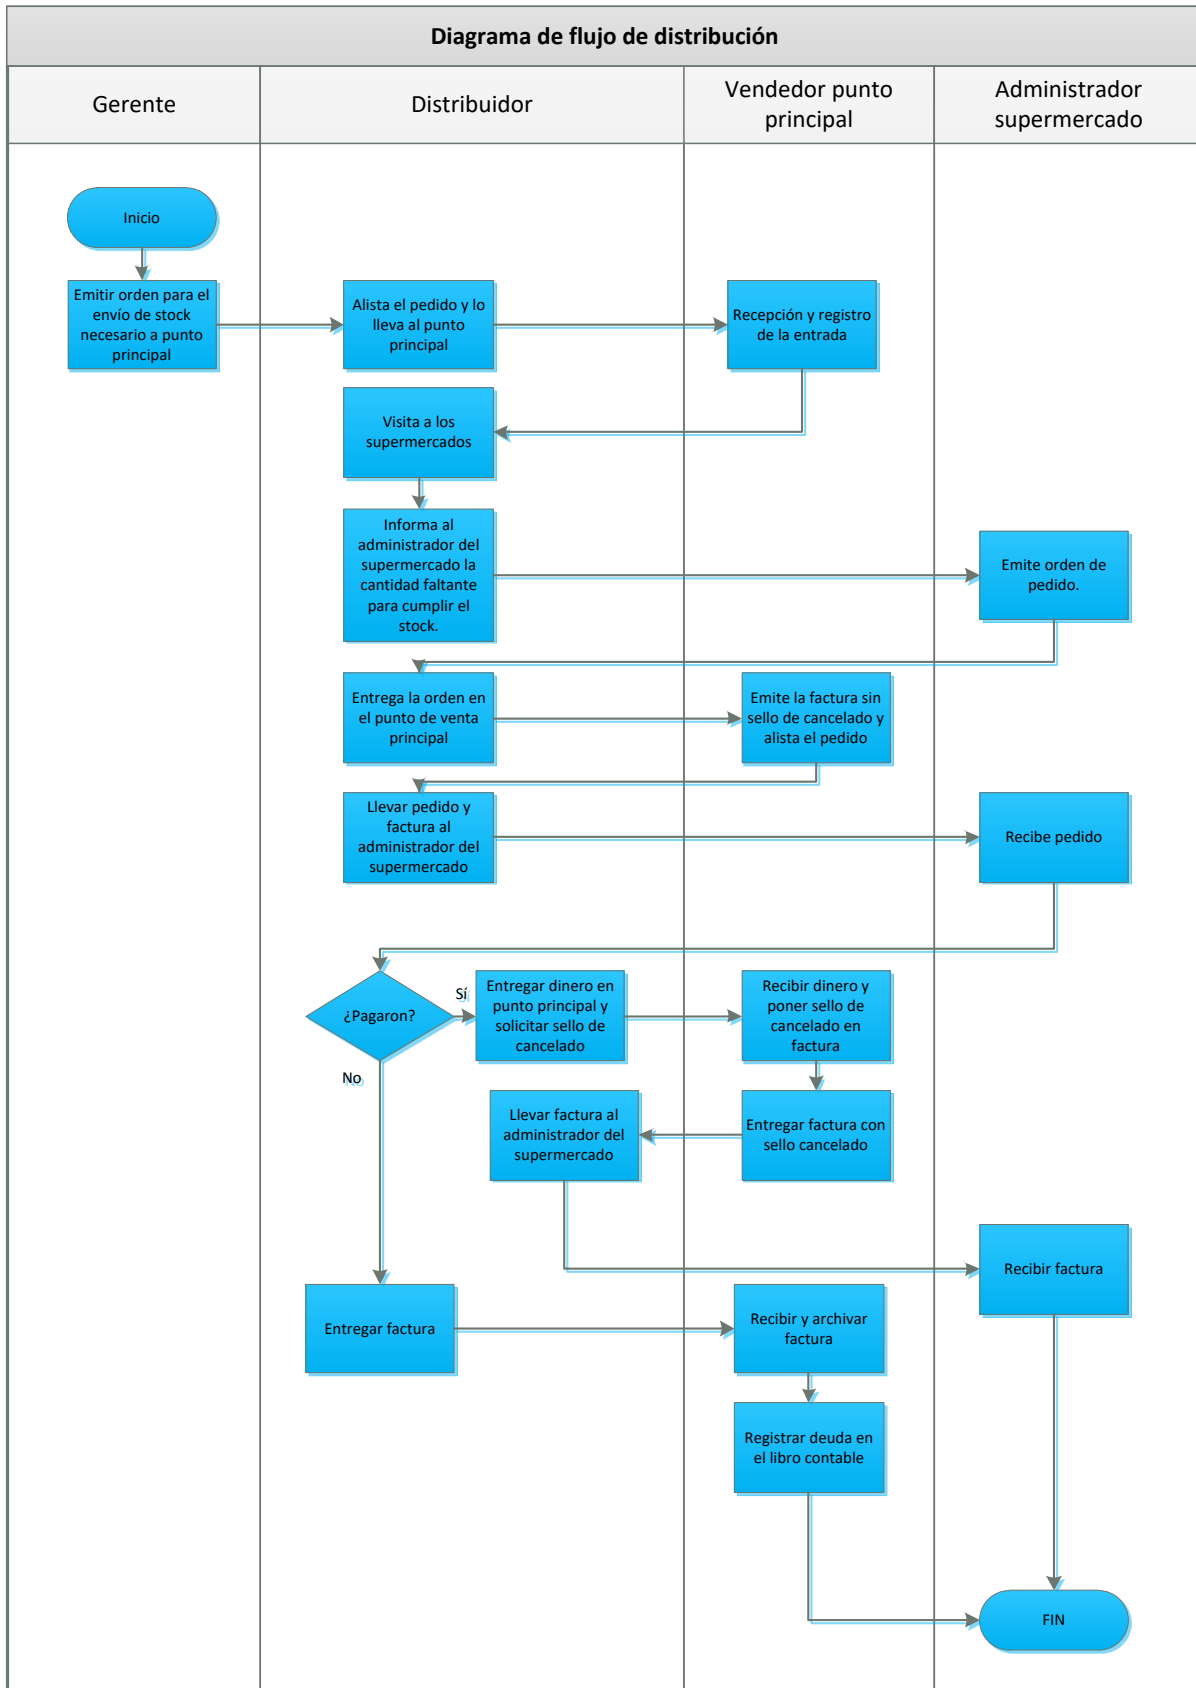 Diagrama de flujo de distribución
Gerente
Distribuidor
Vendedor punto
principal
Administrador
supermercado
Inicio
Emitir orden para el
envío de stock
necesario a punto
principal
Alista el pedido y lo
lleva al punto
principal
Recepción y registro
de la entrada
Visita a los
supermercados
Informa al
administrador del
supermercado la
cantidad faltante
para cumplir el
stock.
Emite orden de
pedido.
Entrega la orden en
el punto de venta
principal
Emite la factura sin
sello de cancelado y
alista el pedido
Llevar pedido y
factura al
administrador del
supermercado
Recibe pedido
¿Pagaron?
Sí
No
Entregar dinero en
punto principal y
solicitar sello de
cancelado
Recibir dinero y
poner sello de
cancelado en
factura
Llevar factura al
administrador del
supermercado
Entregar factura con
sello cancelado
Recibir factura
Entregar factura
Recibir y archivar
factura
Registrar deuda en
el libro contable
FIN